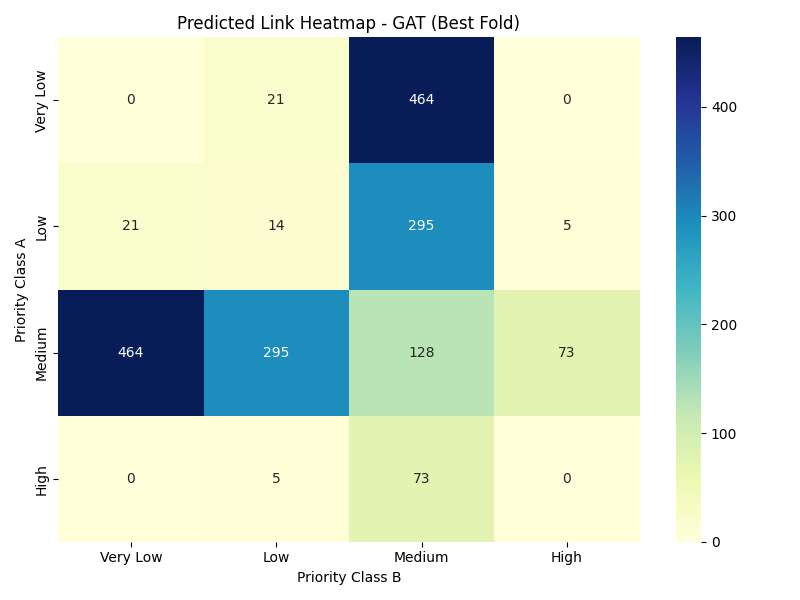 Predicted Link Heatmap - GAT (Best Fold)
Priority Class A
Very Low
0 21 464 0
Low
21 14 295 5
Medium
464 295 128 73
High
0 5 73 0
Very Low Low Medium High
Priority Class B
400
300
200
100
0